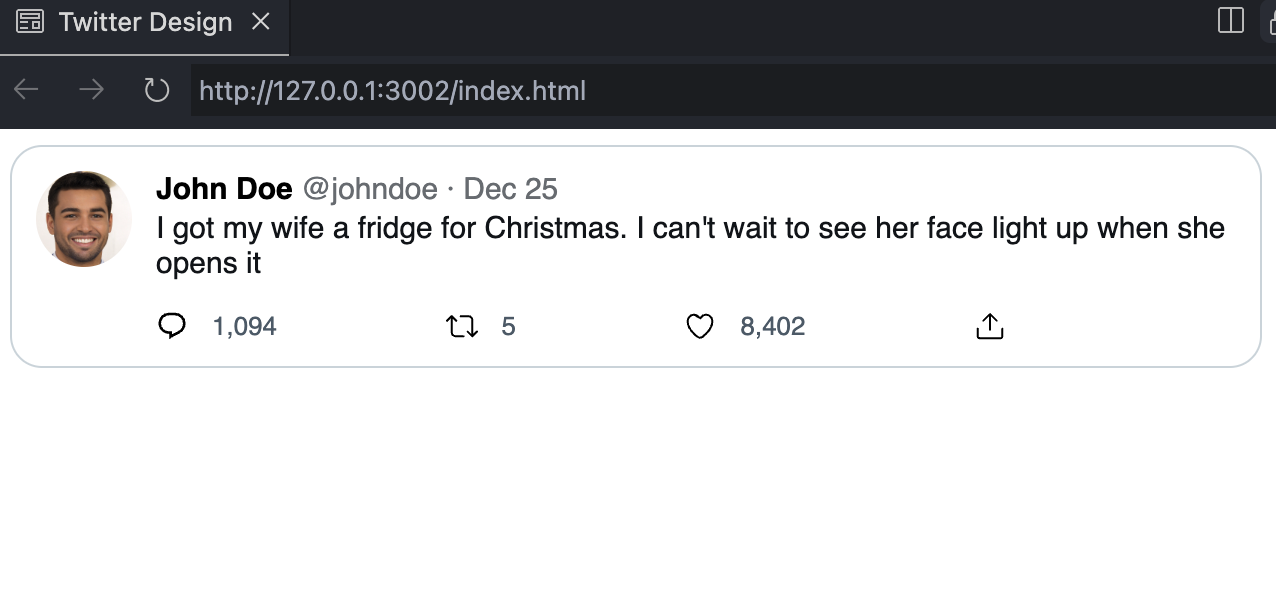 Twitter Design
http://127.0.0.1:3002/index.html
John Doe @johndoe · Dec 25
I got my wife a fridge for Christmas. I can't wait to see her face light up when she
opens it
1,094 5 8,402